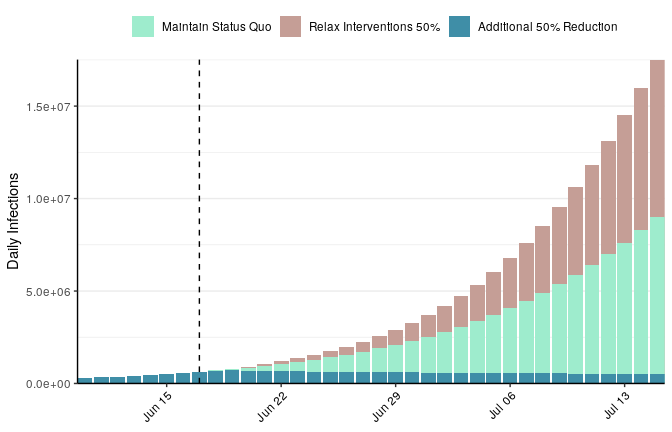 Maintain Status Quo Relax Interventions 50% Additional 50% Reduction
Daily Infections
1.5e+07
1.0e+07
5.0e+06
0.0e+00
Jun 15 Jun 22 Jun 29 Jul 06 Jul 13